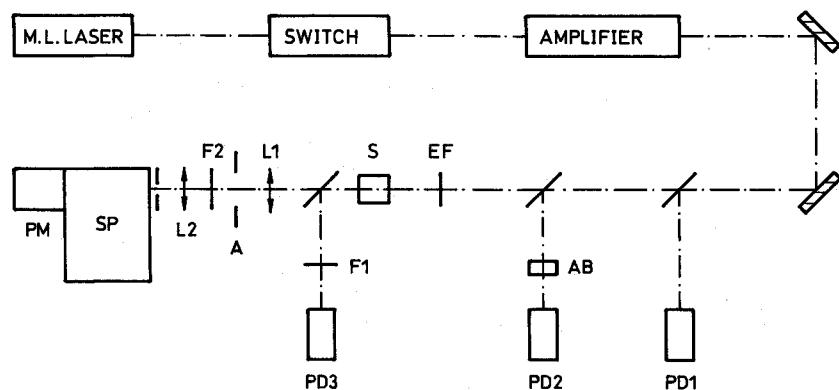 M.L. LASER
SWITCH
AMPLIFIER
F2
L1
S
EF
PM
SP
L2
A
F1
AB
PD3
PD2
PD1